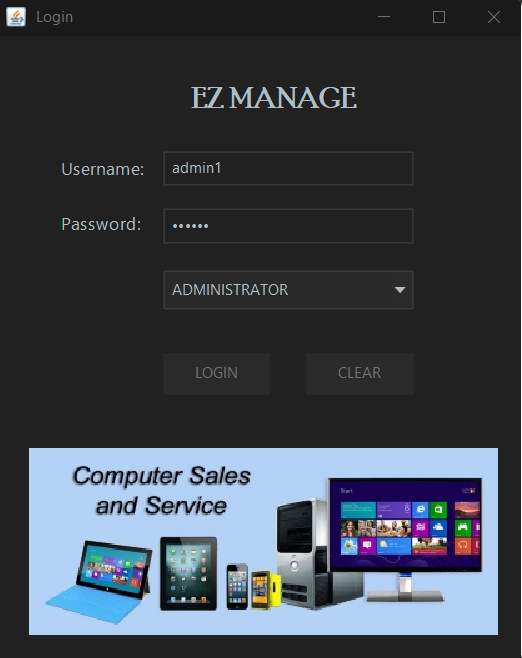 Login
EZ MANAGE
Username: admin1
Password: ••••••
ADMINISTRATOR
LOGIN CLEAR
Computer Sales
and Service
Start